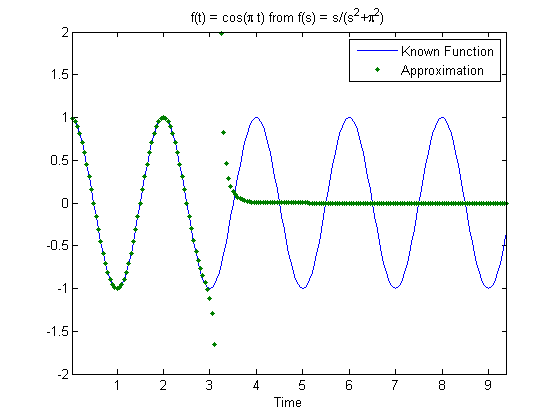 f(t) = cos(π t) from f(s) = s/(s²+π²)
Known Function
Approximation
2
1.5
1
0.5
0
-0.5
-1
-1.5
-2
1 2 3 4 5 6 7 8 9
Time